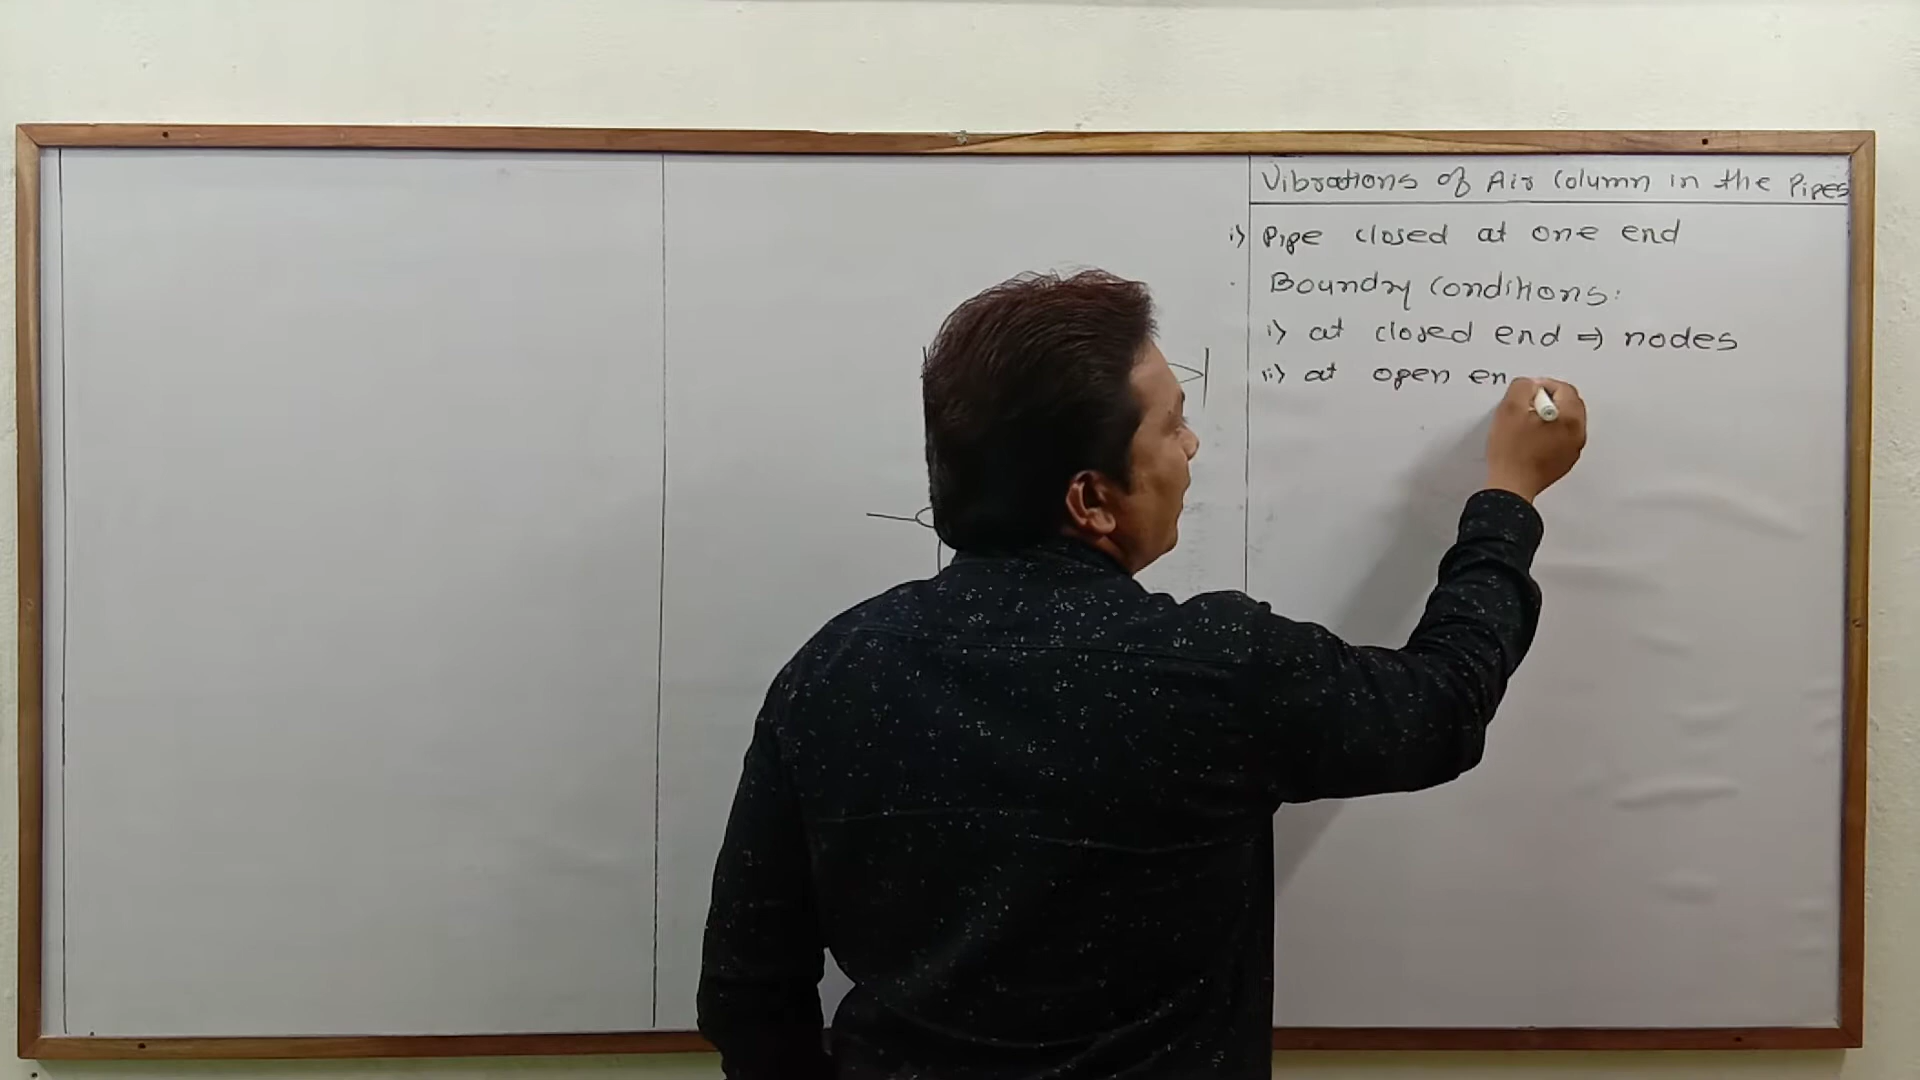 Vibrations of Air Column in the Pipes
i) Pipe closed at one end
Boundry Conditions:
i) at closed end ⇒ nodes
ii) at open en